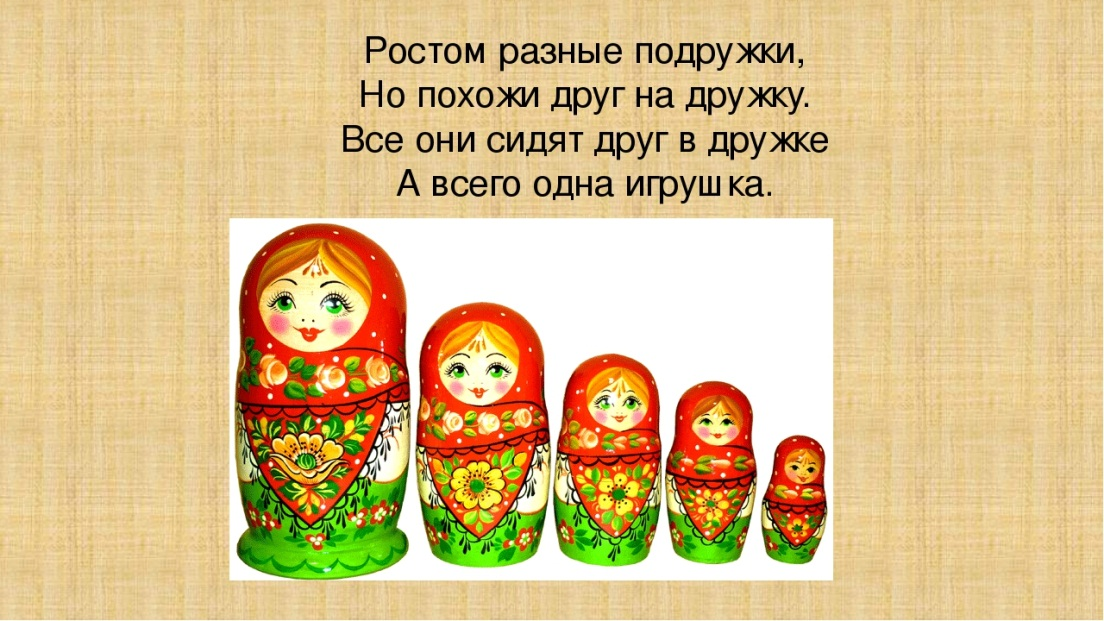 Ростом разные подружки,
Но похожи друг на дружку.
Все они сидят друг в дружке
А всего одна игрушка.